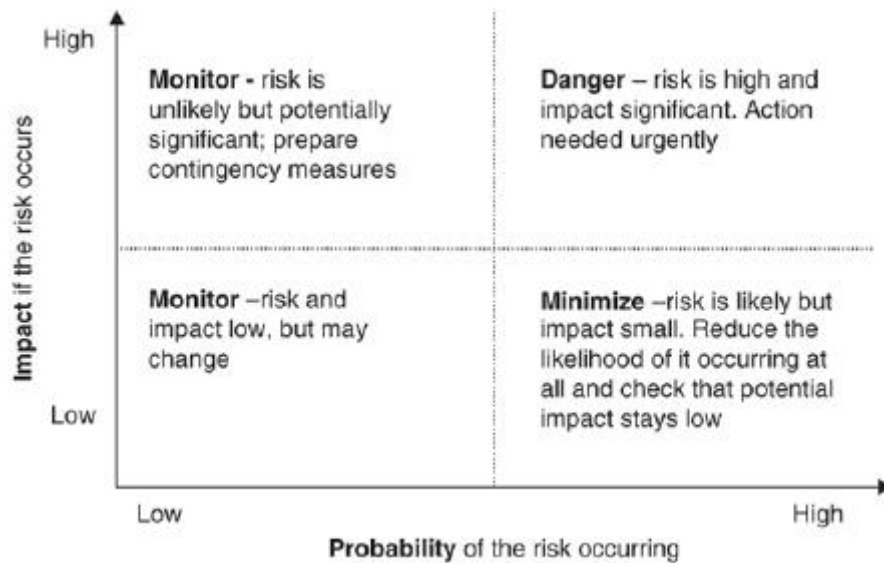 High
Monitor - risk is
unlikely but potentially
significant; prepare
contingency measures
Danger – risk is high and
impact significant. Action
needed urgently
Impact if the risk occurs
Monitor –risk and
impact low, but may
change
Minimize –risk is likely but
impact small. Reduce the
likelihood of it occurring at
all and check that potential
impact stays low
Low
Low
High
Probability of the risk occurring